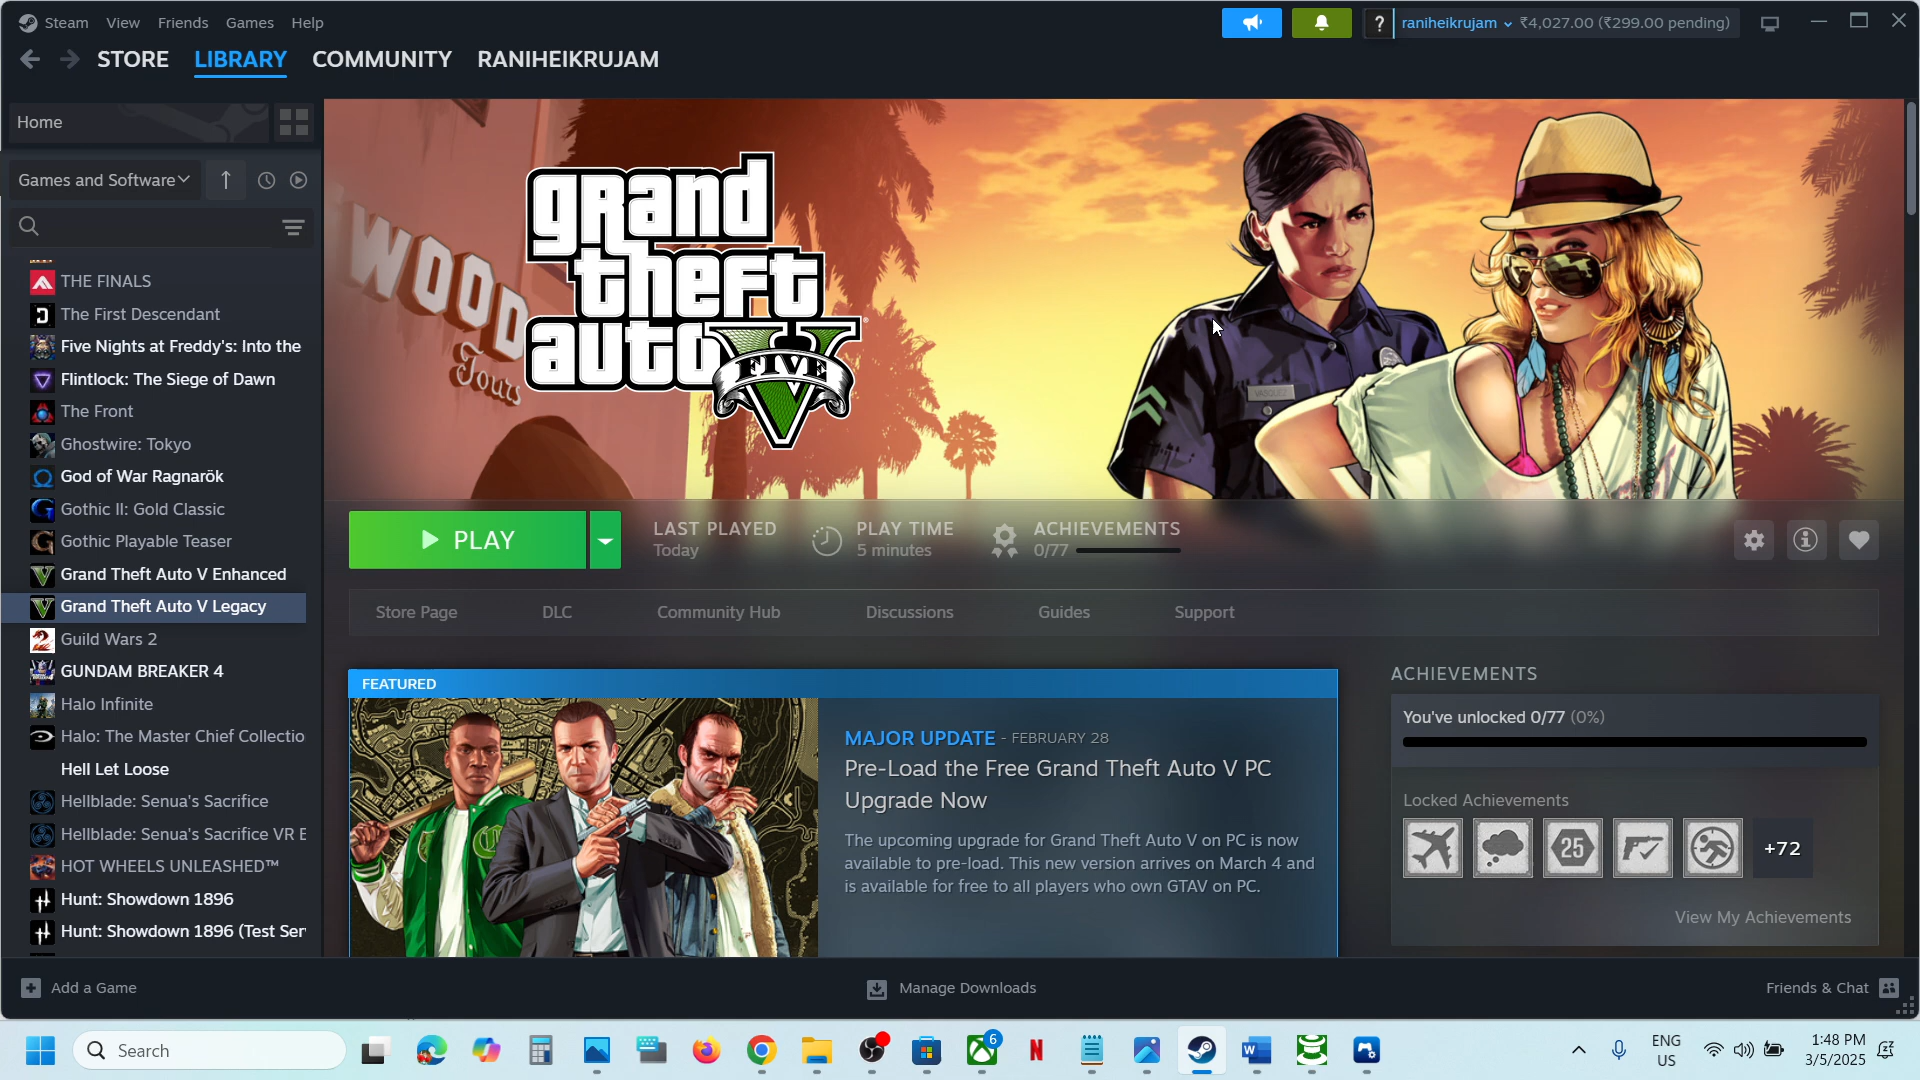 Steam View Friends Games Help
? raniheikrujam ₹4,027.00 (₹299.00 pending)
STORE LIBRARY COMMUNITY RANIHEIKRUJAM
Home
Games and Software
THE FINALS
The First Descendant
Five Nights at Freddy's: Into the
Flintlock: The Siege of Dawn
The Front
Ghostwire: Tokyo
God of War Ragnarök
Gothic II: Gold Classic
Gothic Playable Teaser
Grand Theft Auto V Enhanced
Grand Theft Auto V Legacy
Guild Wars 2
GUNDAM BREAKER 4
Halo Infinite
Halo: The Master Chief Collectio
Hell Let Loose
Hellblade: Senua's Sacrifice
Hellblade: Senua's Sacrifice VR E
HOT WHEELS UNLEASHED™
Hunt: Showdown 1896
Hunt: Showdown 1896 (Test Ser
WOOD
Tours
grand
theft
auto V
FIVE
VASQUEZ
PLAY
LAST PLAYED
Today
PLAY TIME
5 minutes
ACHIEVEMENTS
0/77
Store Page DLC Community Hub Discussions Guides Support
FEATURED
MAJOR UPDATE - FEBRUARY 28
Pre-Load the Free Grand Theft Auto V PC
Upgrade Now
The upcoming upgrade for Grand Theft Auto V on PC is now
available to pre-load. This new version arrives on March 4 and
is available for free to all players who own GTAV on PC.
ACHIEVEMENTS
You've unlocked 0/77 (0%)
Locked Achievements
25
+72
View My Achievements
Add a Game
Manage Downloads
Friends & Chat
Search
6
N
W
ENG
US
1:48 PM
3/5/2025